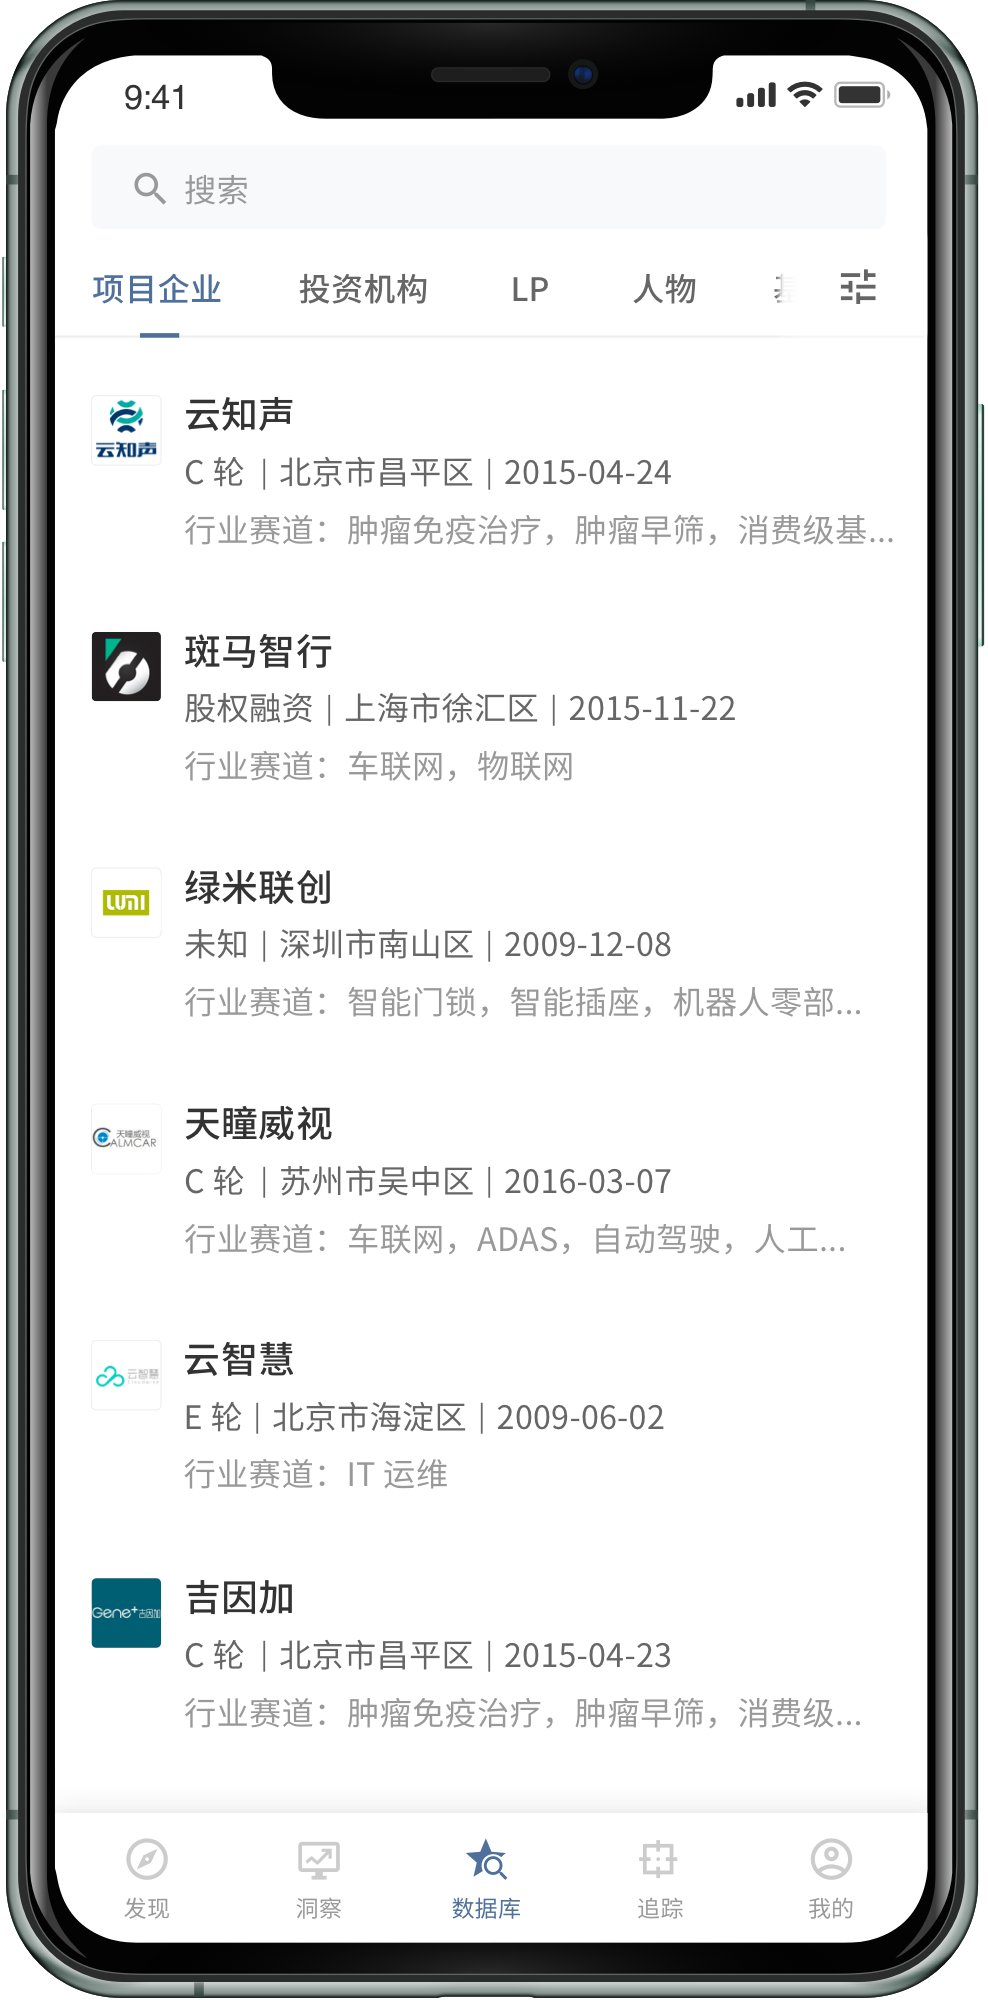 9:41
搜索
项目企业 投资机构 LP 人物
云知声
云知声
C 轮 | 北京市昌平区 | 2015-04-24
行业赛道：肿瘤免疫治疗，肿瘤早筛，消费级基...
斑马智行
股权融资 | 上海市徐汇区 | 2015-11-22
行业赛道：车联网，物联网
LUMI
绿米联创
未知 | 深圳市南山区 | 2009-12-08
行业赛道：智能门锁，智能插座，机器人零部...
天瞳威视
CALMCAR
天瞳威视
C 轮 | 苏州市吴中区 | 2016-03-07
行业赛道：车联网，ADAS，自动驾驶，人工...
云智慧
云智慧
E 轮 | 北京市海淀区 | 2009-06-02
行业赛道：IT 运维
Gene+吉因加
吉因加
C 轮 | 北京市昌平区 | 2015-04-23
行业赛道：肿瘤免疫治疗，肿瘤早筛，消费级...
发现 洞察 数据库 追踪 我的